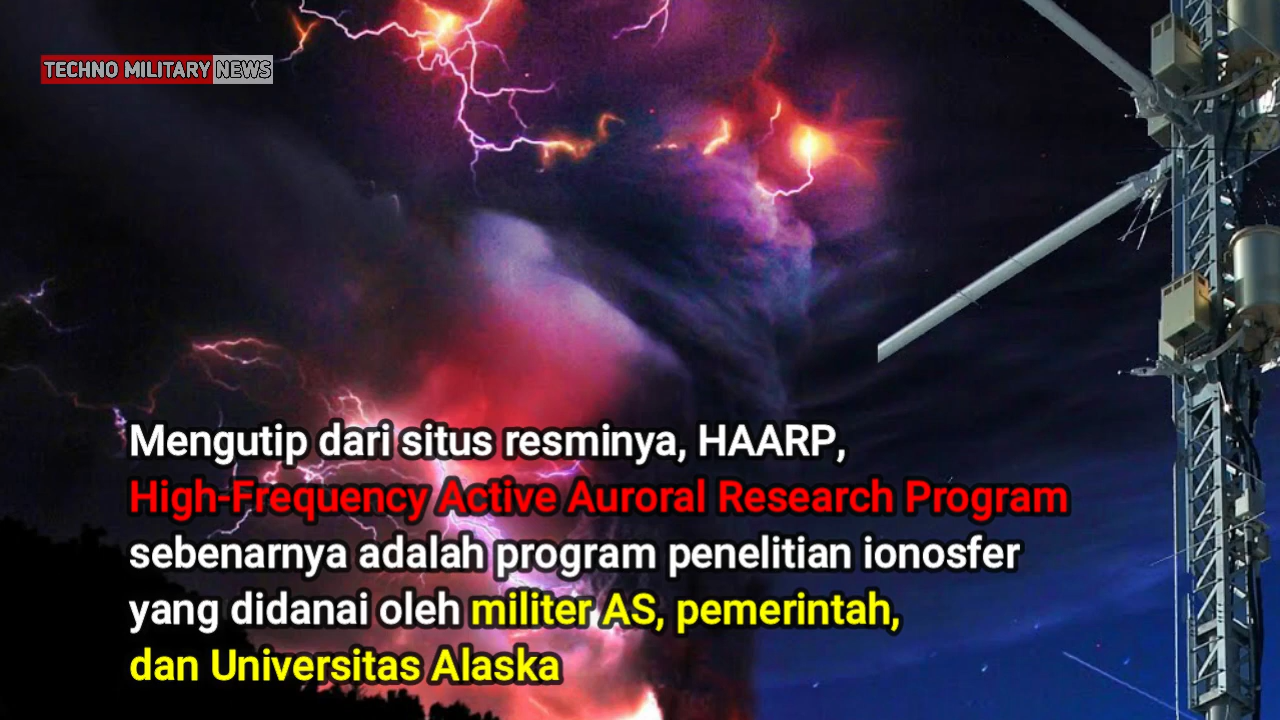 TECHNO MILITARY NEWS
Mengutip dari situs resminya, HAARP,
High-Frequency Active Auroral Research Program
sebenarnya adalah program penelitian ionosfer
yang didanai oleh militer AS, pemerintah,
dan Universitas Alaska